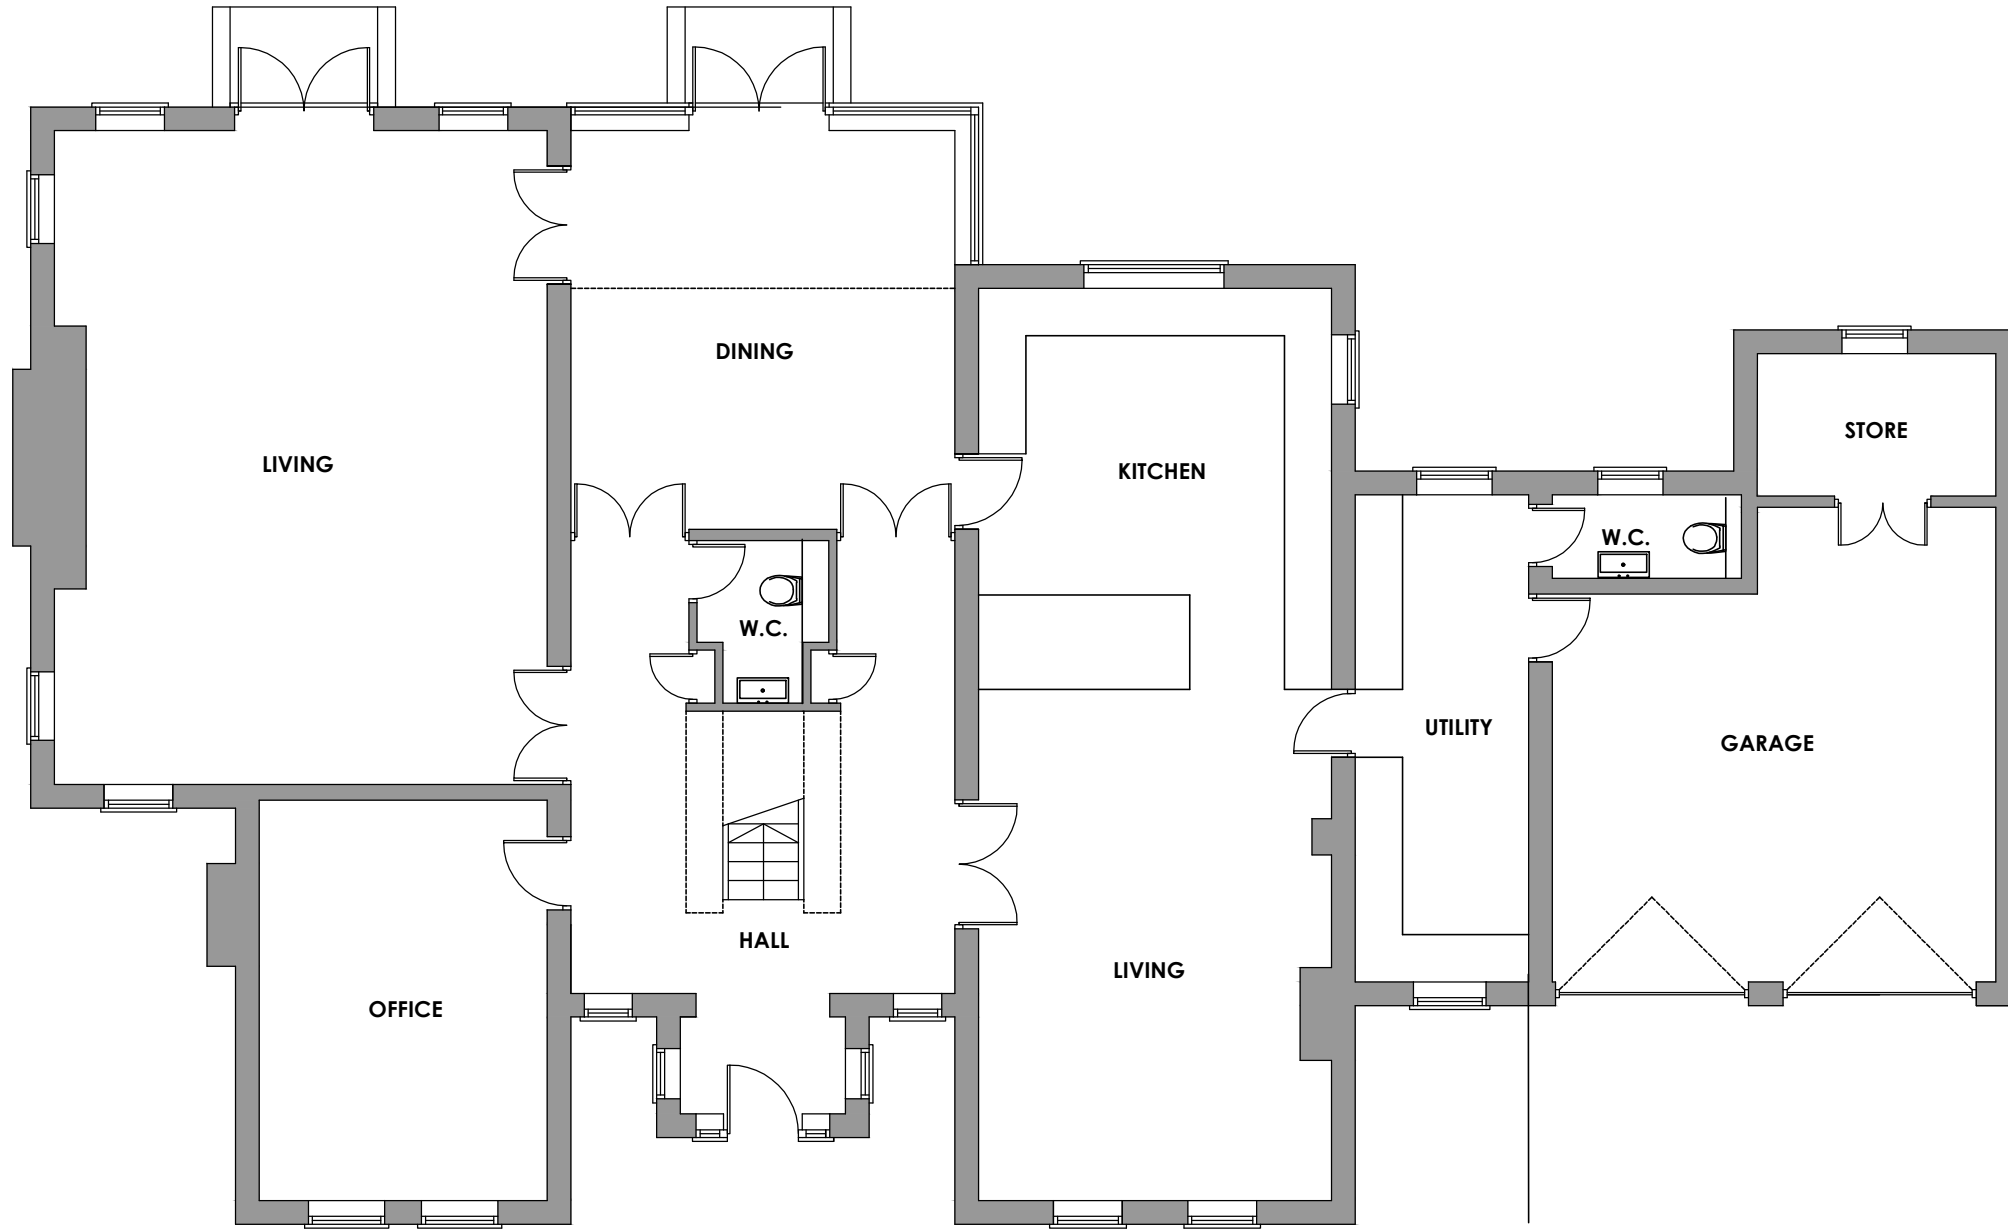 DINING
STORE
LIVING
KITCHEN
W.C.
W.C.
UTILITY
GARAGE
HALL
LIVING
OFFICE